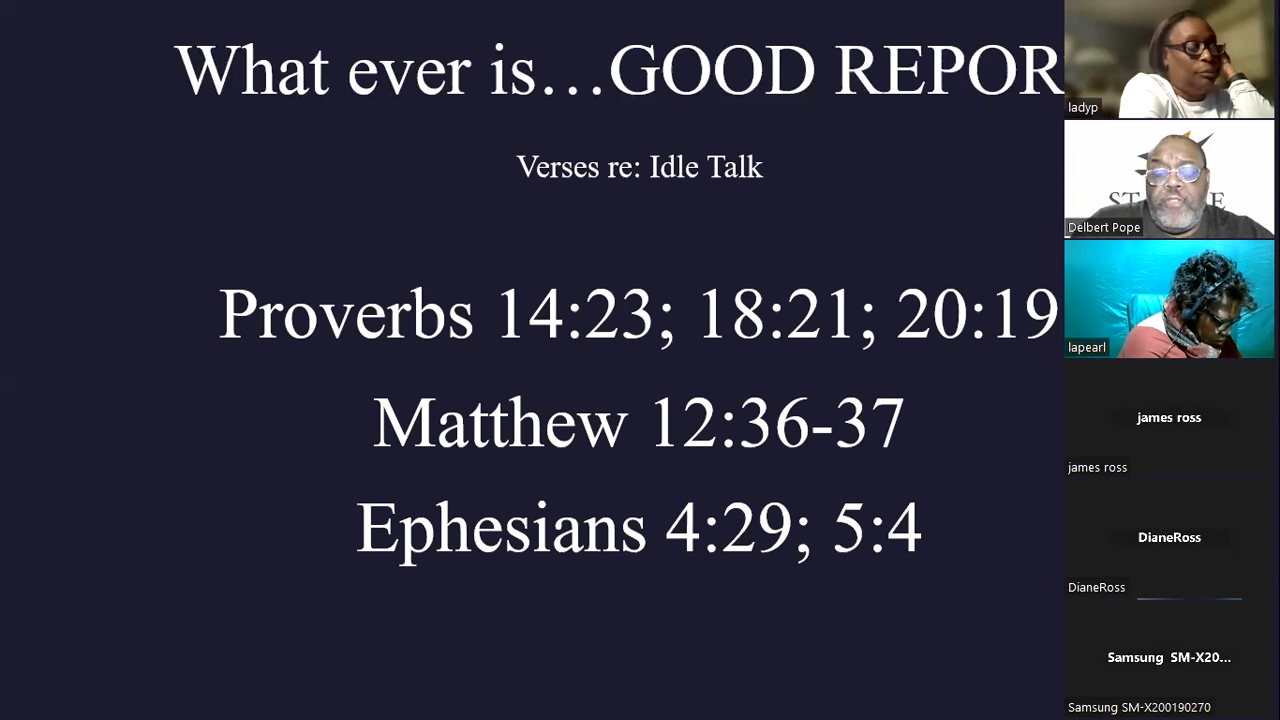 What ever is…GOOD REPOR
Verses re: Idle Talk
Proverbs 14:23; 18:21; 20:19
Matthew 12:36-37
Ephesians 4:29; 5:4
ladyp
Delbert Pope
lapearl
james ross
james ross
DianeRoss
DianeRoss
Samsung SM-X20...
Samsung SM-X200190270